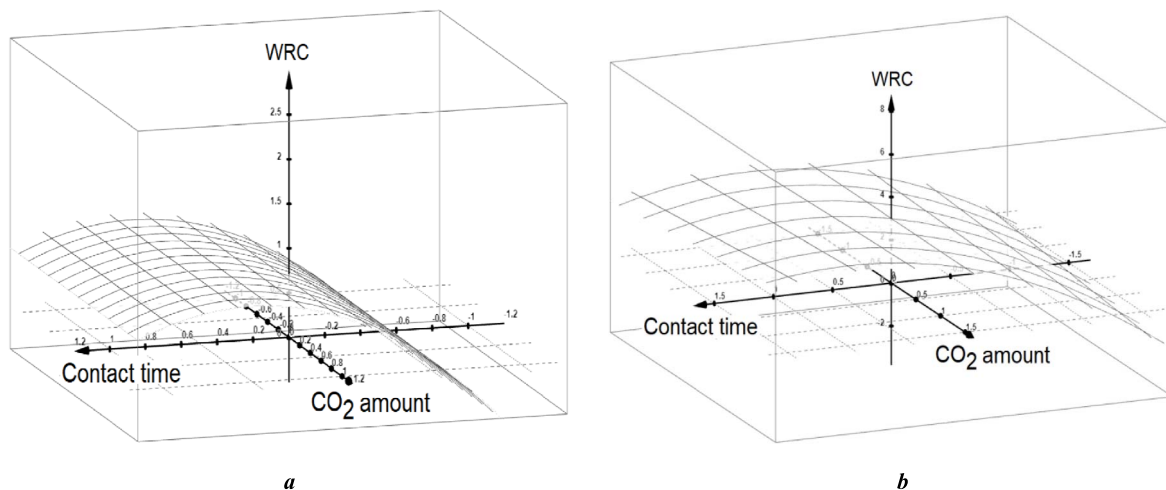 WRC
2.5
2
1.5
1
1.2 1 0.8 0.6 0.4 0.2 -0.2 -0.6 -0.8 -1 1.2
0.6 0.4
0.2 0.4 0.6 0.8 1 1.2
Contact time
CO2 amount
a
WRC
8
6
4
2
-2
1.5 1 0.5 0 -1 -1.5
0.5 1 1.5
Contact time
CO2 amount
b